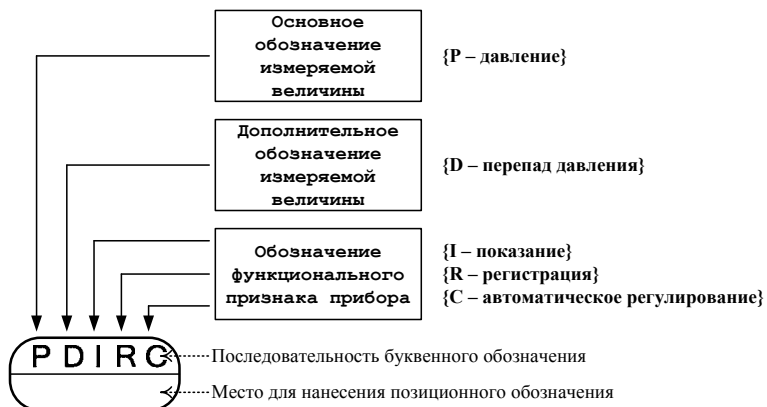 Основное
обозначение
измеряемой
величины
{P – давление}
Дополнительное
обозначение
измеряемой
величины
{D – перепад давления}
Обозначение
функционального
признака прибора
{I – показание}
{R – регистрация}
{C – автоматическое регулирование}
P D I R C
Последовательность буквенного обозначения
Место для нанесения позиционного обозначения